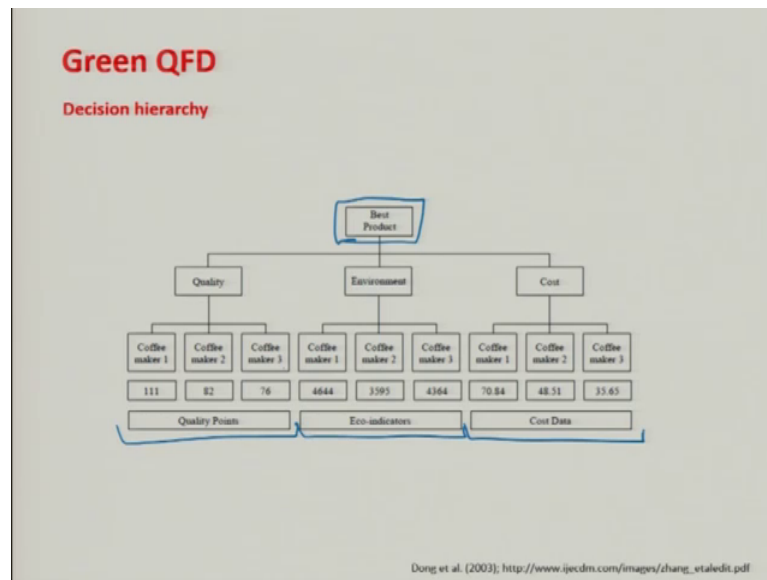 Green QFD
Decision hierarchy
Best
Product
Quality
Environment
Cost
Coffee
maker 1
Coffee
maker 2
Coffee
maker 3
Coffee
maker 1
Coffee
maker 2
Coffee
maker 3
Coffee
maker 1
Coffee
maker 2
Coffee
maker 3
111
82
76
4644
3595
4364
70.84
48.51
35.65
Quality Points
Eco-indicators
Cost Data
Dong et al. (2003); http://www.ijecdm.com/images/zhang_etaledit.pdf